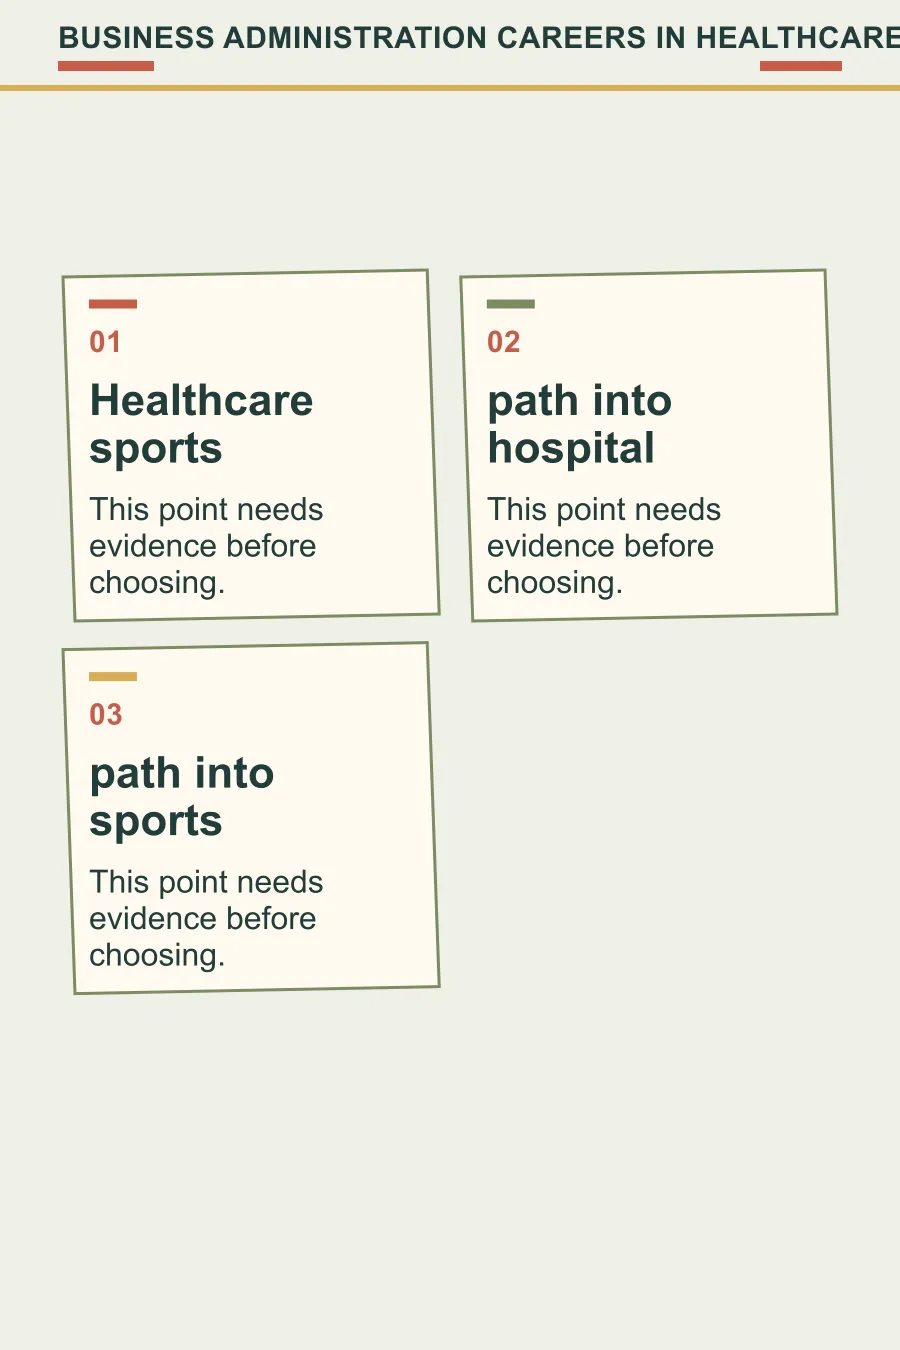 BUSINESS ADMINISTRATION CAREERS IN HEALTHCARE
01
Healthcare
sports
This point needs
evidence before
choosing.
02
path into
hospital
This point needs
evidence before
choosing.
03
path into
sports
This point needs
evidence before
choosing.